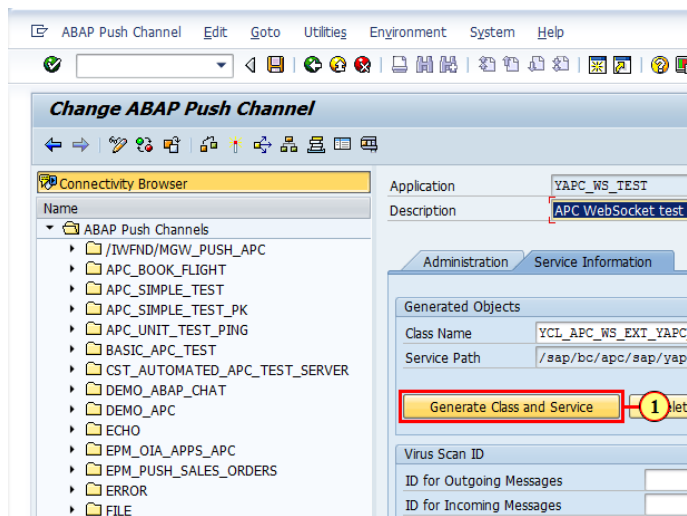 ABAP Push Channel Edit Goto Utilities Environment System Help
Change ABAP Push Channel
Connectivity Browser
Name
ABAP Push Channels
/IWFND/MGW_PUSH_APC
APC_BOOK_FLIGHT
APC_SIMPLE_TEST
APC_SIMPLE_TEST_PK
APC_UNIT_TEST_PING
BASIC_APC_TEST
CST_AUTOMATED_APC_TEST_SERVER
DEMO_ABAP_CHAT
DEMO_APC
ECHO
EPM_OIA_APPS_APC
EPM_PUSH_SALES_ORDERS
ERROR
FILE
Application YAPC_WS_TEST
Description APC WebSocket test
Administration Service Information
Generated Objects
Class Name YCL_APC_WS_EXT_YAPC
Service Path /sap/bc/apc/sap/yap
Generate Class and Service 1 let
Virus Scan ID
ID for Outgoing Messages
ID for Incoming Messages